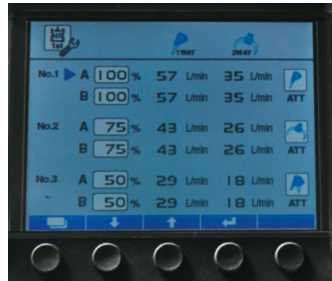 1st 1WAY 2WAY
No.1 A 100 % 57 L/min 35 L/min
B 100 % 57 L/min 35 L/min ATT
No.2 A 75 % 43 L/min 26 L/min
B 75 % 43 L/min 26 L/min ATT
No.3 A 50 % 29 L/min 18 L/min
~ B 50 % 29 L/min 18 L/min ATT